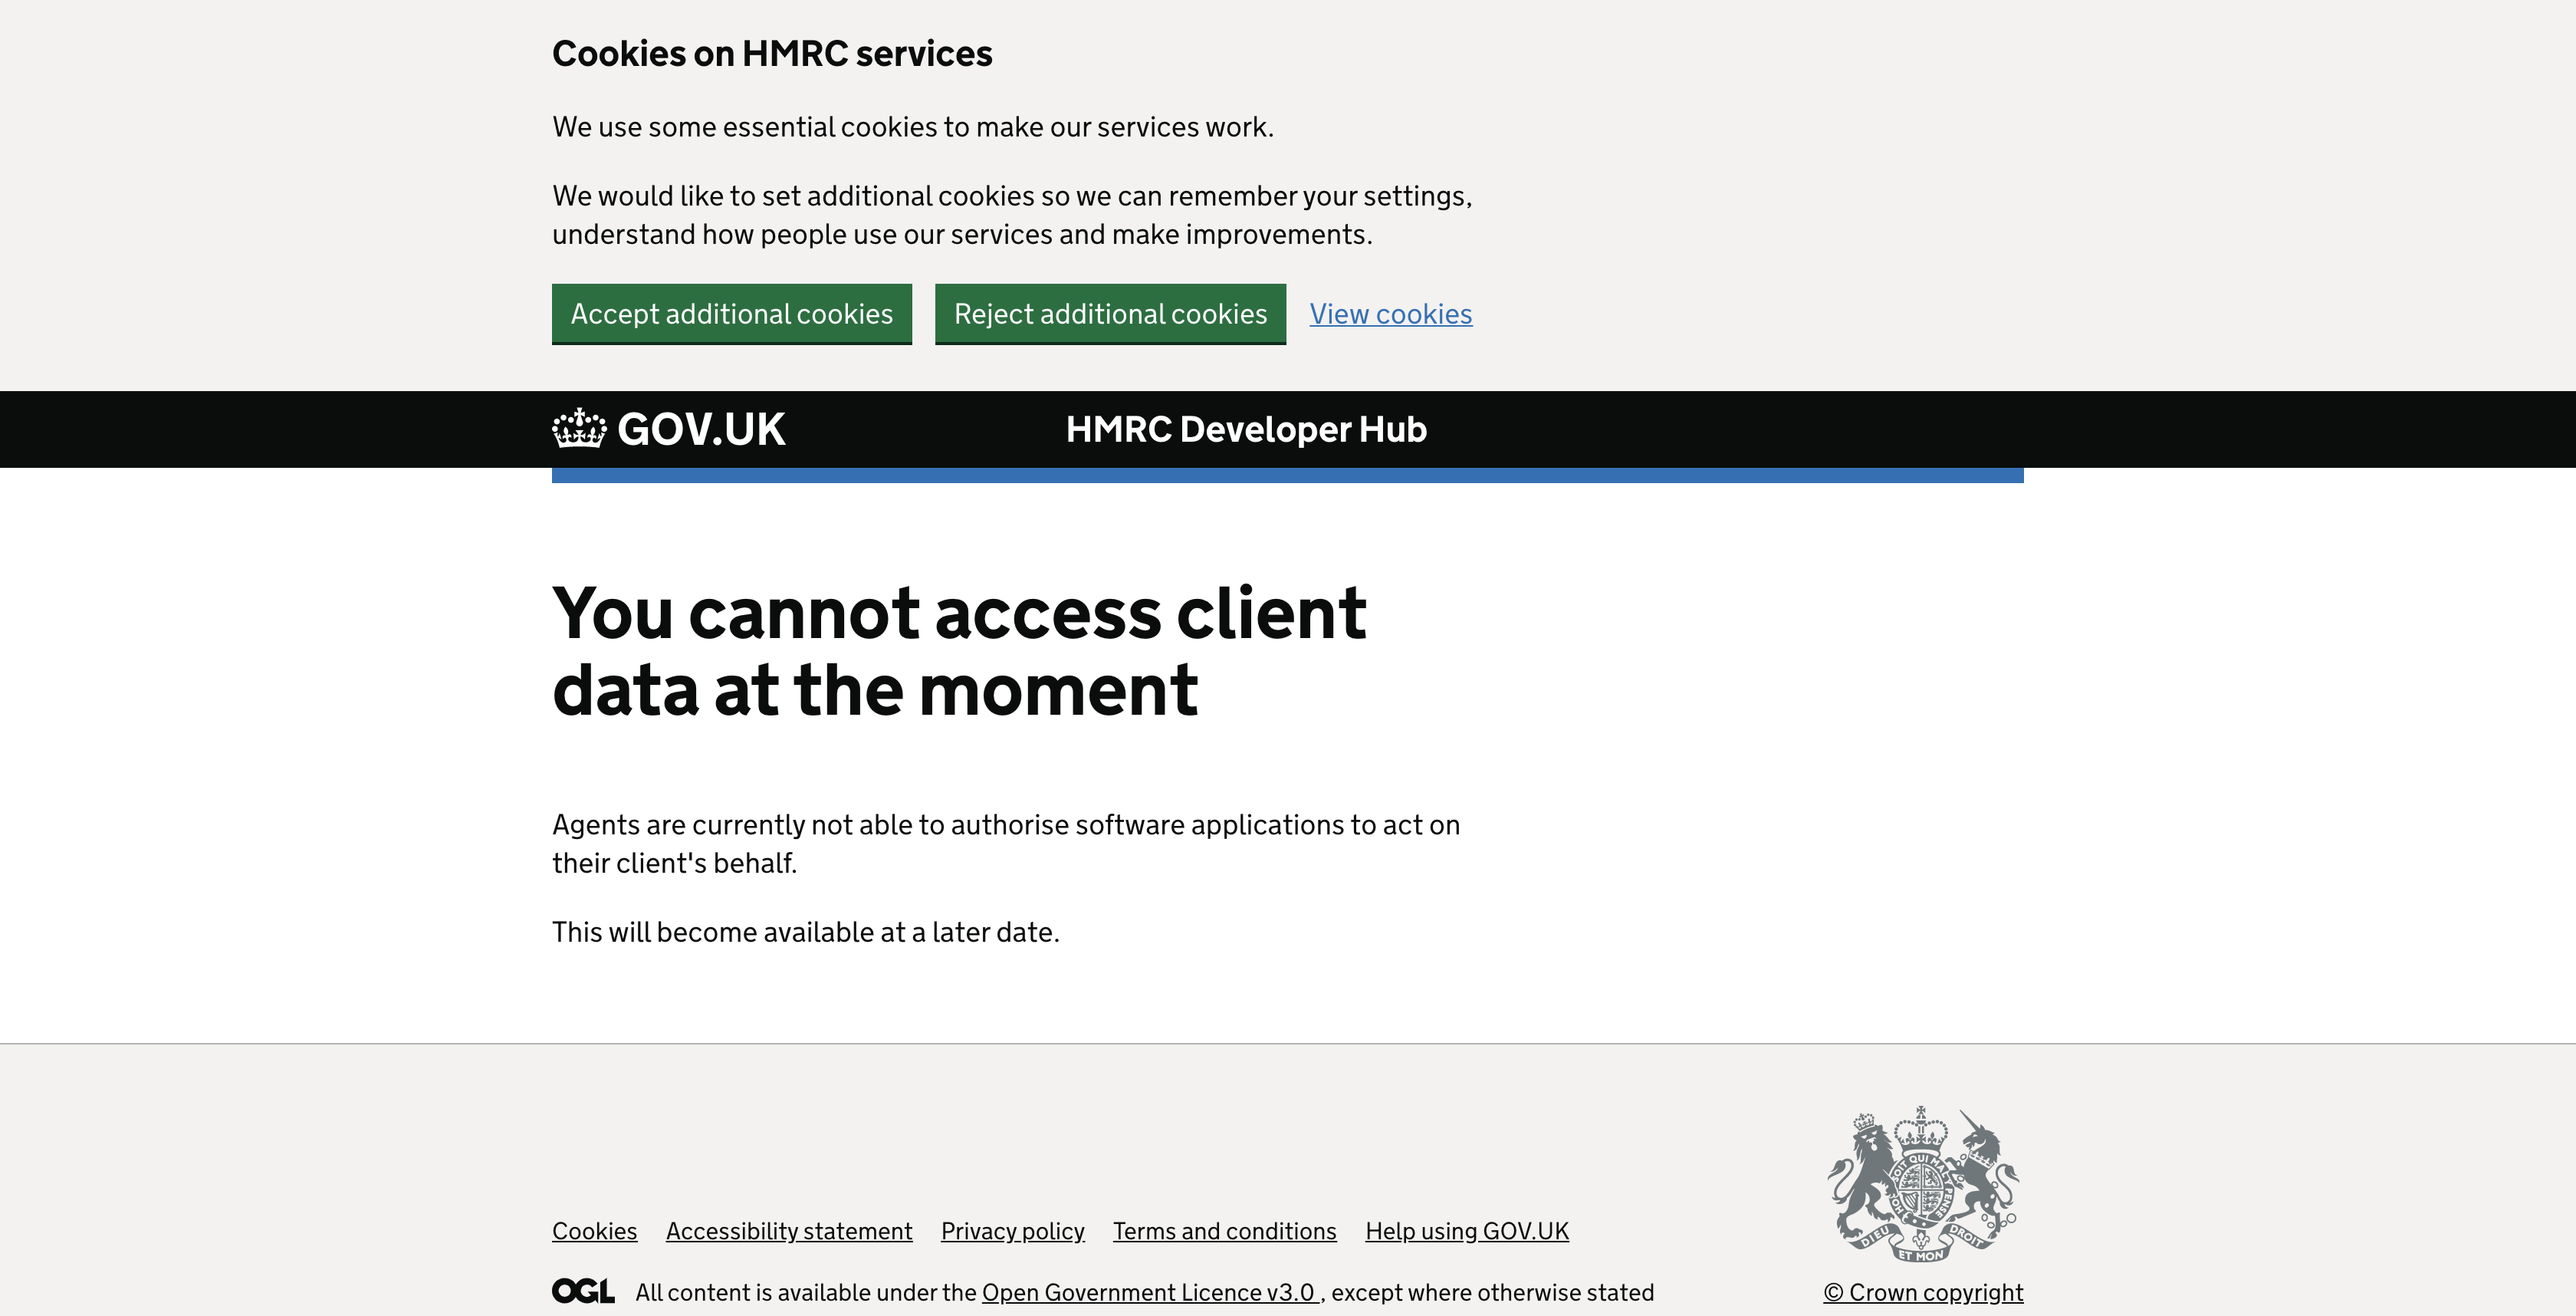 Cookies on HMRC services
We use some essential cookies to make our services work.
We would like to set additional cookies so we can remember your settings,
understand how people use our services and make improvements.
Accept additional cookies Reject additional cookies View cookies
GOV.UK HMRC Developer Hub
You cannot access client
data at the moment
Agents are currently not able to authorise software applications to act on
their client's behalf.
This will become available at a later date.
Cookies Accessibility statement Privacy policy Terms and conditions Help using GOV.UK
DIEU ET MON DROIT
OGL All content is available under the Open Government Licence v3.0 , except where otherwise stated
© Crown copyright